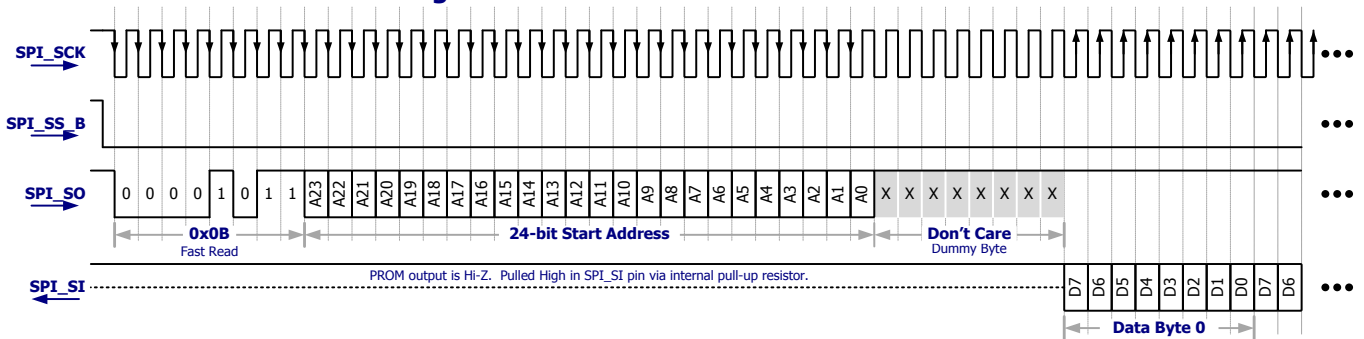 SPI_SCK
SPI_SS_B
SPI_SO 0 0 0 0 1 0 1 1 A23 A22 A21 A20 A19 A18 A17 A16 A15 A14 A13 A12 A11 A10 A9 A8 A7 A6 A5 A4 A3 A2 A1 A0 X X X X X X X X
0x0B 24-bit Start Address Don't Care
Fast Read Dummy Byte
PROM output is Hi-Z. Pulled High in SPI_SI pin via internal pull-up resistor.
SPI_SI D7 D6 D5 D4 D3 D2 D1 D0 D7 D6
Data Byte 0